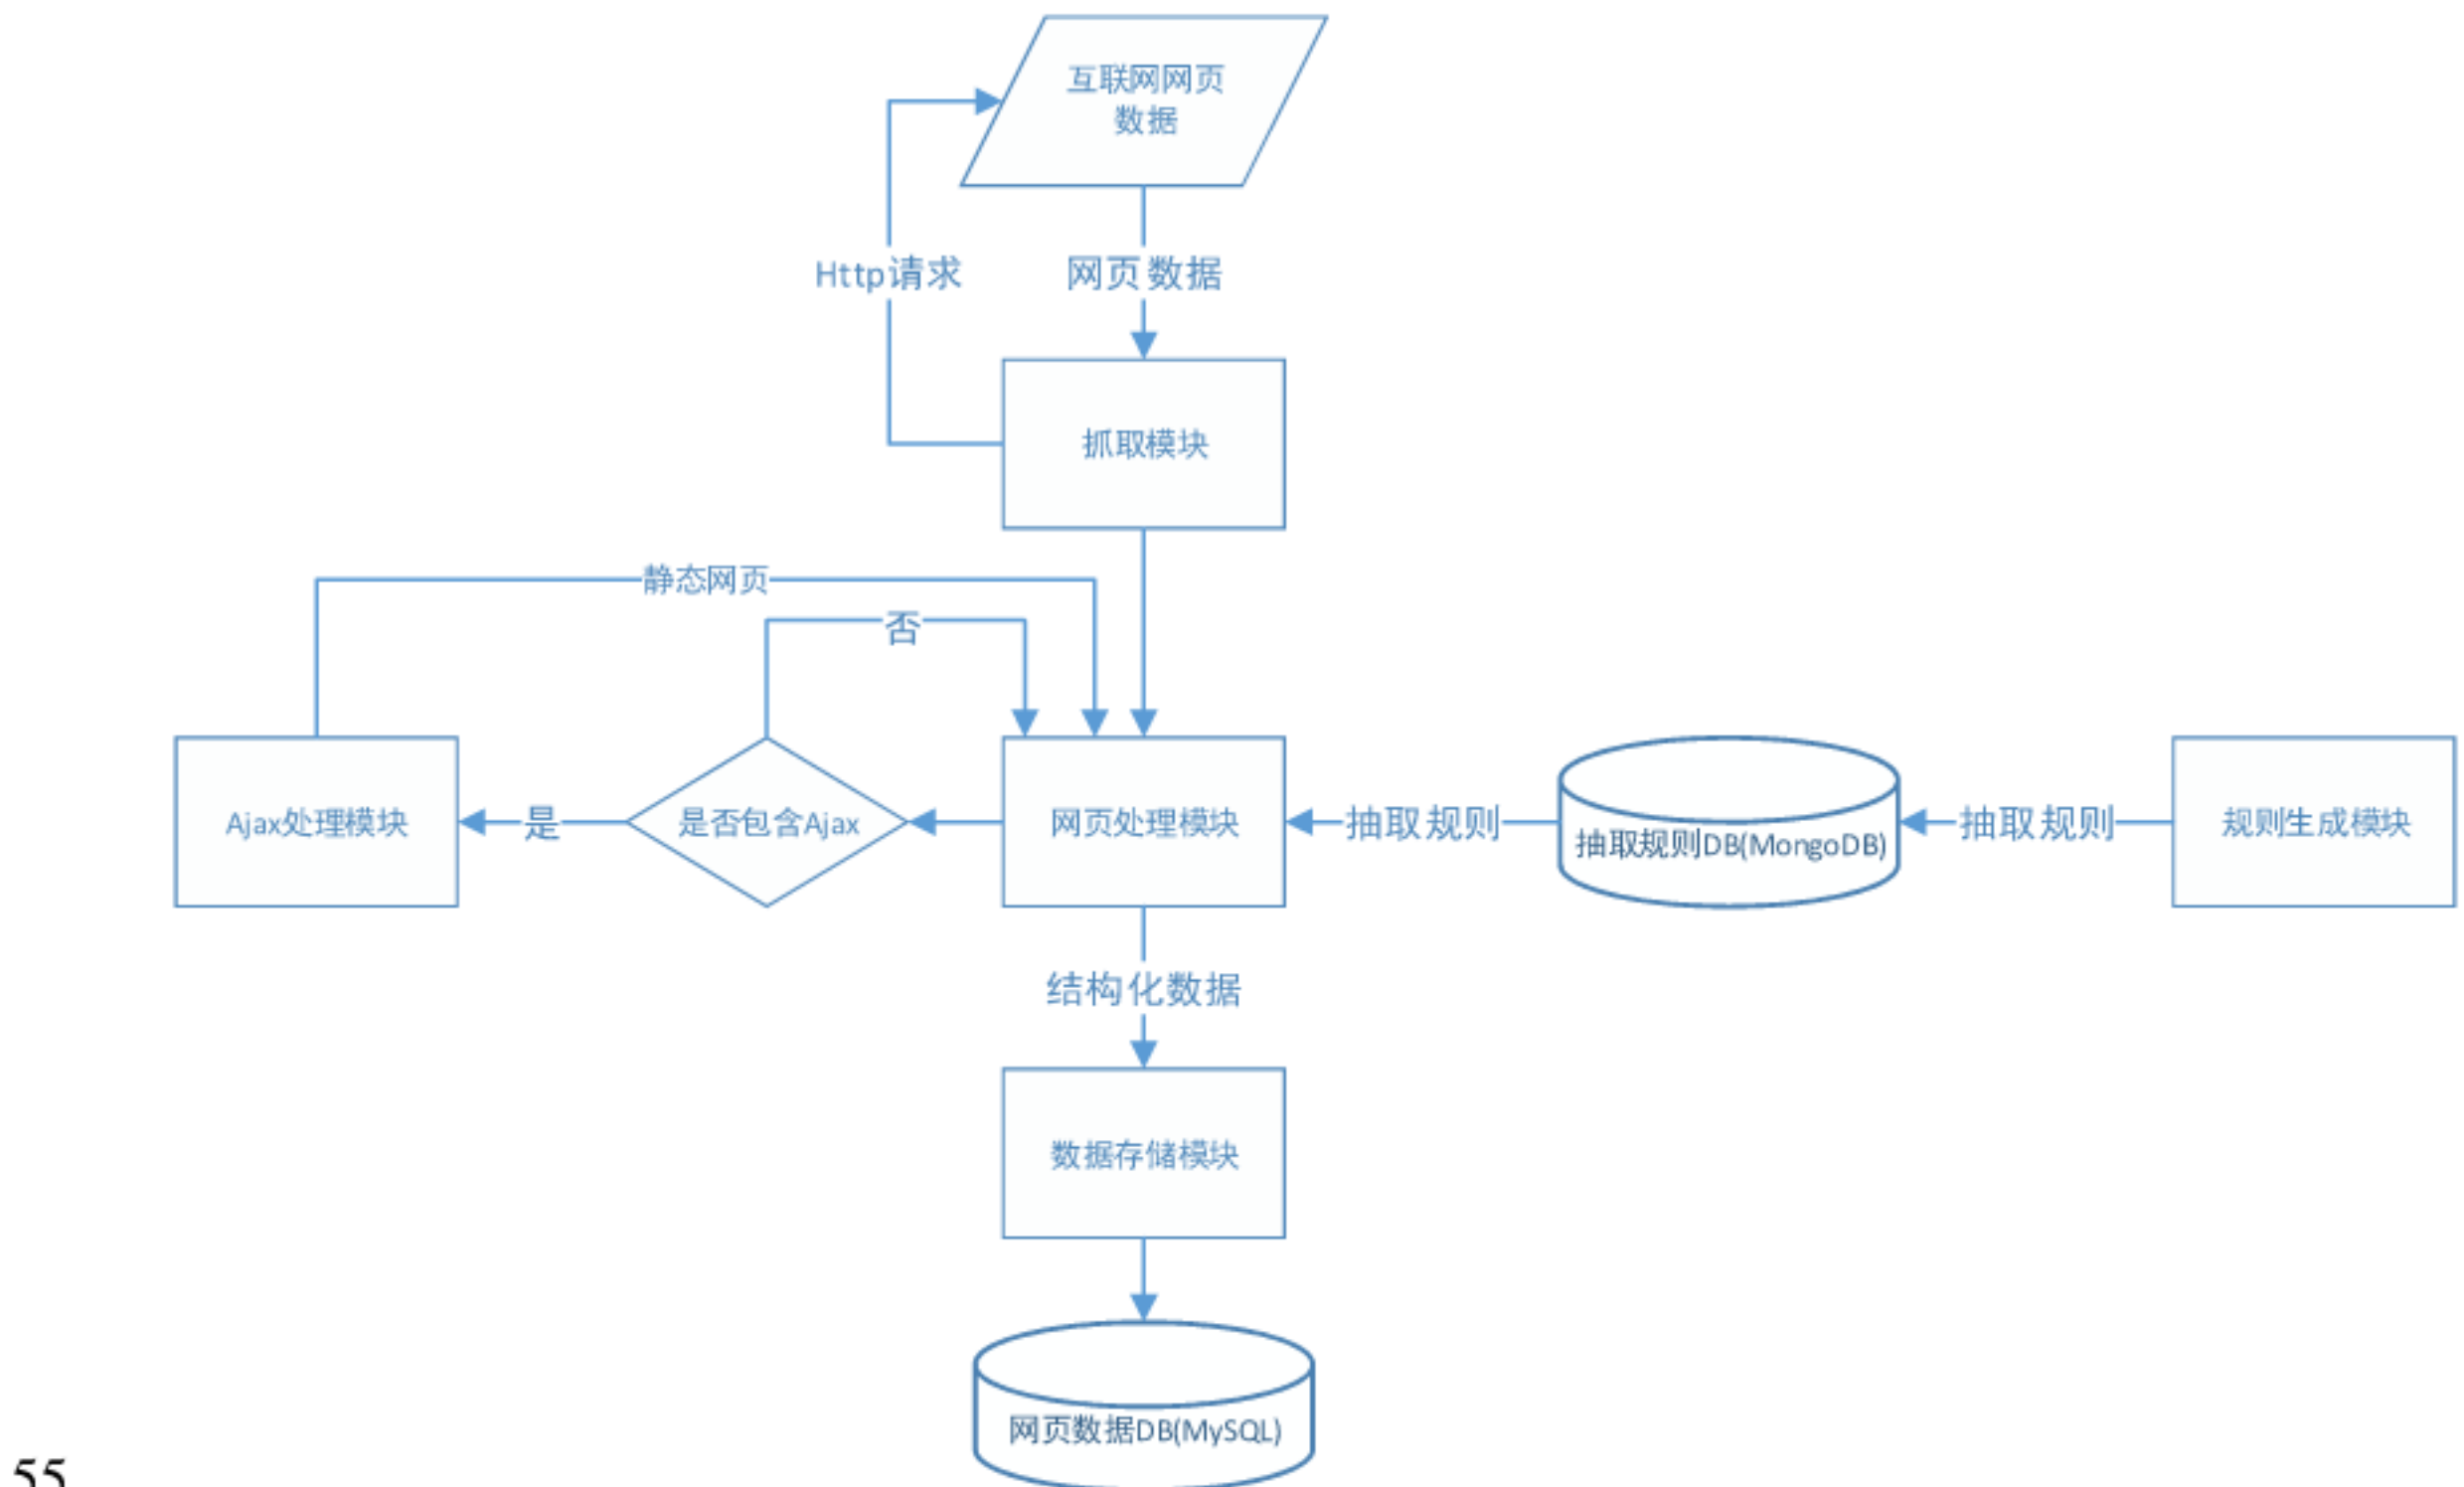 互联网网页
数据
Http请求
网页数据
抓取模块
静态网页
否
Ajax处理模块
是
是否包含Ajax
网页处理模块
抽取规则
抽取规则DB(MongoDB)
抽取规则
规则生成模块
结构化数据
数据存储模块
网页数据DB(MySQL)
55